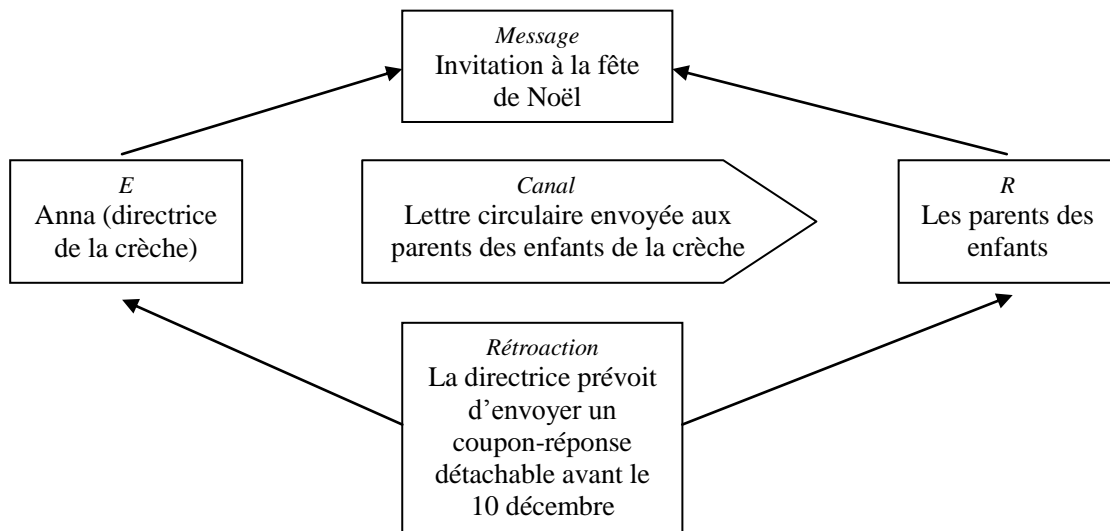 Message
Invitation à la fête
de Noël
E
Anna (directrice
de la crèche)
Canal
Lettre circulaire envoyée aux
parents des enfants de la crèche
R
Les parents des
enfants
Rétroaction
La directrice prévoit
d’envoyer un
coupon-réponse
détachable avant le
10 décembre